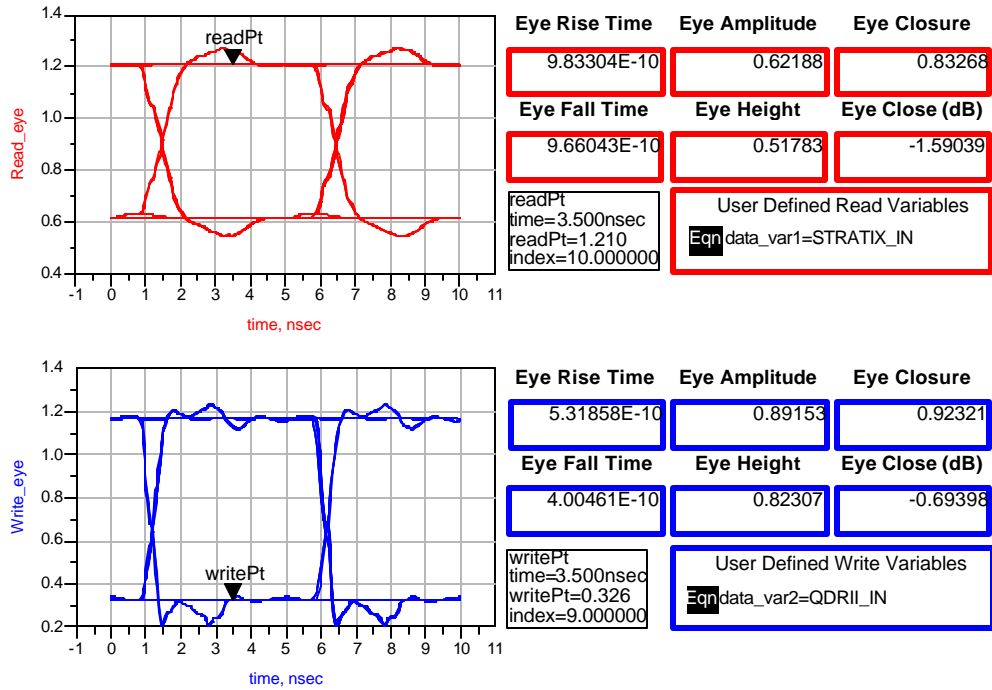 1.4
1.2
1.0
0.8
0.6
0.4
Read_eye
readPt
-1 0 1 2 3 4 5 6 7 8 9 10 11
time, nsec
Eye Rise Time Eye Amplitude Eye Closure
9.83304E-10 0.62188 0.83268
Eye Fall Time Eye Height Eye Close (dB)
9.66043E-10 0.51783 -1.59039
readPt
time=3.500nsec
readPt=1.210
index=10.000000
User Defined Read Variables
Eqn data_var1=STRATIX_IN
1.4
1.2
1.0
0.8
0.6
0.4
0.2
Write_eye
writePt
-1 0 1 2 3 4 5 6 7 8 9 10 11
time, nsec
Eye Rise Time Eye Amplitude Eye Closure
5.31858E-10 0.89153 0.92321
Eye Fall Time Eye Height Eye Close (dB)
4.00461E-10 0.82307 -0.69398
writePt
time=3.500nsec
writePt=0.326
index=9.000000
User Defined Write Variables
Eqn data_var2=QDRII_IN